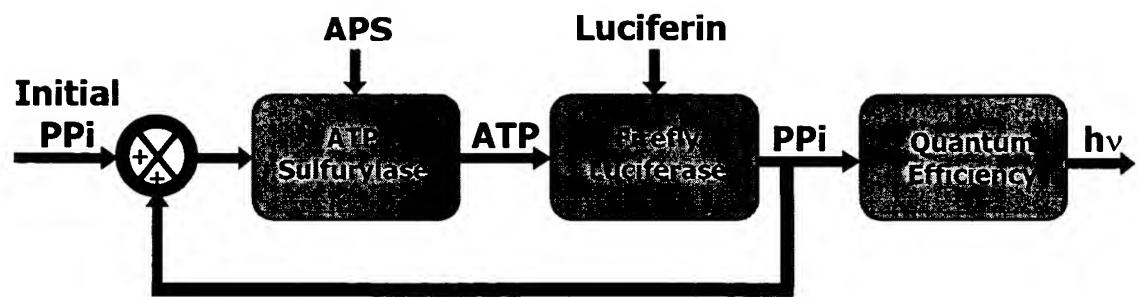 APS
Luciferin
Initial
PPi
+
+
ATP
Sulfurylase
ATP
Firefly
Luciferase
PPi
Quantum
Efficiency
hν